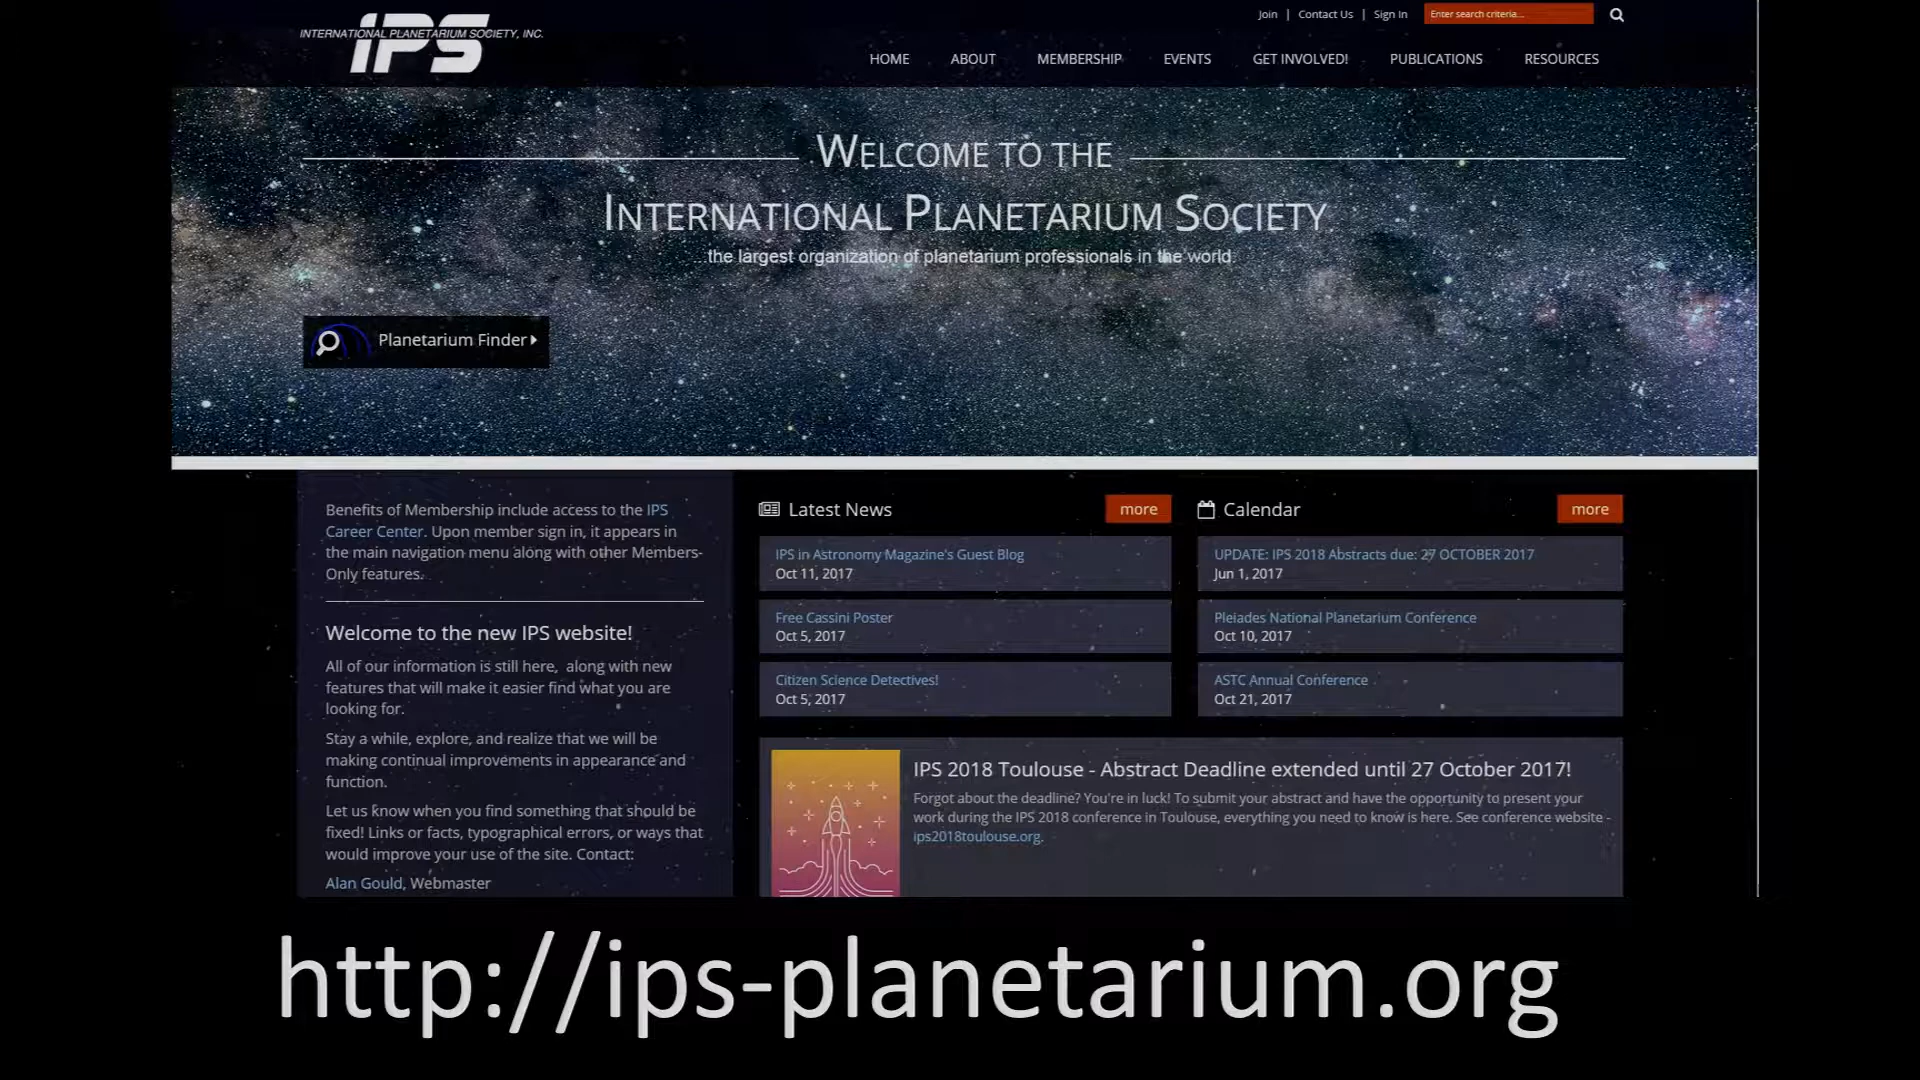 INTERNATIONAL PLANETARIUM SOCIETY, INC.
IPS
Join | Contact Us | Sign In
Enter search criteria...
HOME ABOUT MEMBERSHIP EVENTS GET INVOLVED! PUBLICATIONS RESOURCES
WELCOME TO THE
INTERNATIONAL PLANETARIUM SOCIETY
...the largest organization of planetarium professionals in the world.
Planetarium Finder
Benefits of Membership include access to the IPS
Career Center. Upon member sign in, it appears in
the main navigation menu along with other Members-
Only features.
Welcome to the new IPS website!
All of our information is still here, along with new
features that will make it easier find what you are
looking for.
Stay a while, explore, and realize that we will be
making continual improvements in appearance and
function.
Let us know when you find something that should be
fixed! Links or facts, typographical errors, or ways that
would improve your use of the site. Contact:
Alan Gould, Webmaster
Latest News
more
IPS in Astronomy Magazine's Guest Blog
Oct 11, 2017
Free Cassini Poster
Oct 5, 2017
Citizen Science Detectives!
Oct 5, 2017
Calendar
more
UPDATE: IPS 2018 Abstracts due: 27 OCTOBER 2017
Jun 1, 2017
Pleiades National Planetarium Conference
Oct 10, 2017
ASTC Annual Conference
Oct 21, 2017
IPS 2018 Toulouse - Abstract Deadline extended until 27 October 2017!
Forgot about the deadline? You're in luck! To submit your abstract and have the opportunity to present your
work during the IPS 2018 conference in Toulouse, everything you need to know is here. See conference website -
ips2018toulouse.org.
http://ips-planetarium.org